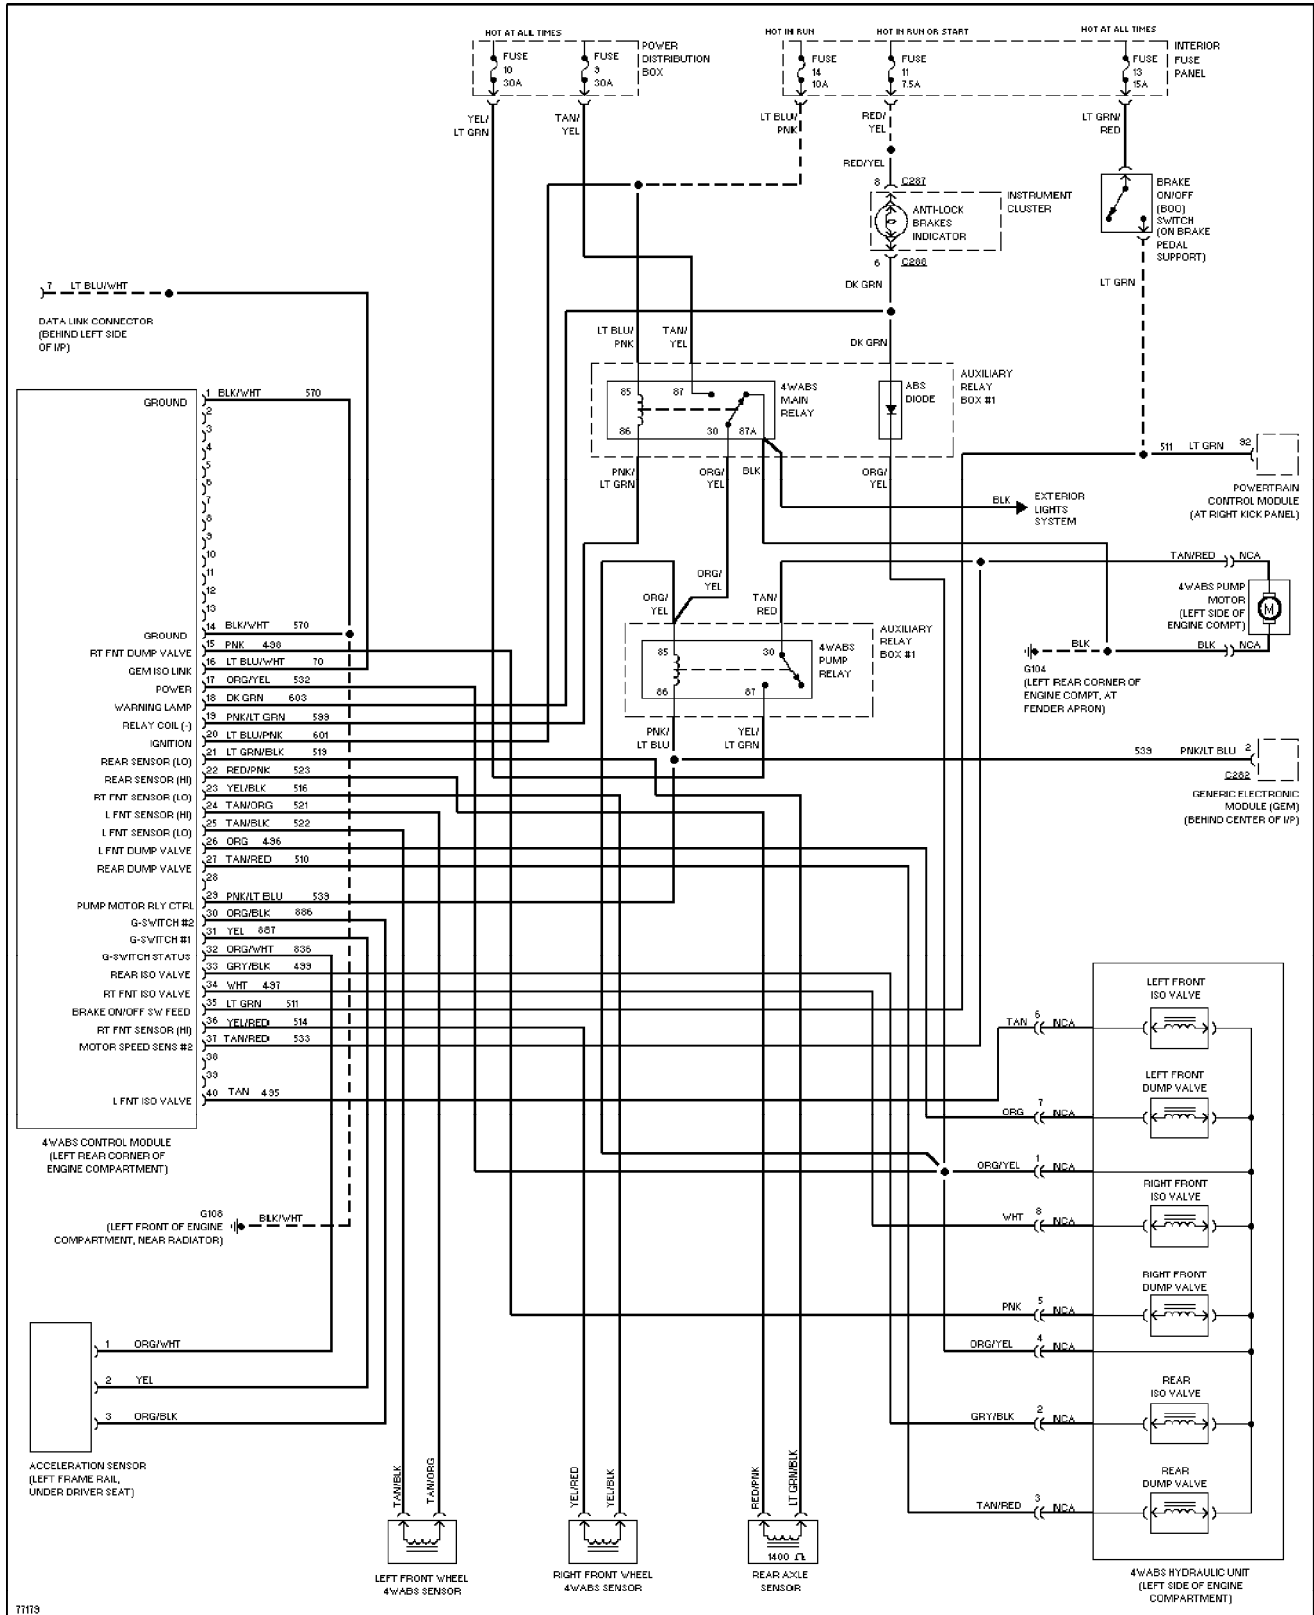 HOT AT ALL TIMES
HOT IN RUN
HOT IN RUN OR START
HOT AT ALL TIMES
FUSE
10
30A
FUSE
9
30A
POWER
DISTRIBUTION
BOX
FUSE
14
10A
FUSE
11
7.5A
FUSE
13
15A
INTERIOR
FUSE
PANEL
YEL/
LT GRN
TAN/
YEL
LT BLU/
PNK
RED/
YEL
LT GRN/
RED
RED/YEL
8 C287
INSTRUMENT
CLUSTER
ANTI-LOCK
BRAKES
INDICATOR
BRAKE
ON/OFF
(BOO)
SWITCH
(ON BRAKE
PEDAL
SUPPORT)
6 C288
DK GRN
LT GRN
7 LT BLU/WHT
DATA LINK CONNECTOR
(BEHIND LEFT SIDE
OF I/P)
LT BLU/
PNK
TAN/
YEL
DK GRN
85
87
86
30
87A
4WABS
MAIN
RELAY
ABS
DIODE
AUXILIARY
RELAY
BOX #1
PNK/
LT GRN
ORG/
YEL
BLK
ORG/
YEL
BLK
EXTERIOR
LIGHTS
SYSTEM
511 LT GRN 92
POWERTRAIN
CONTROL MODULE
(AT RIGHT KICK PANEL)
TAN/RED NCA
4WABS PUMP
MOTOR
(LEFT SIDE OF
ENGINE COMPT)
M
BLK NCA
BLK
G104
(LEFT REAR CORNER OF
ENGINE COMPT, AT
FENDER APRON)
ORG/
YEL
ORG/
YEL
TAN/
RED
85
30
86
87
4WABS
PUMP
RELAY
AUXILIARY
RELAY
BOX #1
PNK/
LT BLU
YEL/
LT GRN
539 PNK/LT BLU 2
C282
GENERIC ELECTRONIC
MODULE (GEM)
(BEHIND CENTER OF I/P)
GROUND 1 BLK/WHT 570
2
3
4
5
6
7
8
9
10
11
12
13
GROUND 14 BLK/WHT 570
RT FNT DUMP VALVE 15 PNK 498
GEM ISO LINK 16 LT BLU/WHT 70
POWER 17 ORG/YEL 532
WARNING LAMP 18 DK GRN 603
RELAY COIL (-) 19 PNK/LT GRN 599
IGNITION 20 LT BLU/PNK 601
REAR SENSOR (LO) 21 LT GRN/BLK 519
REAR SENSOR (HI) 22 RED/PNK 523
RT FNT SENSOR (LO) 23 YEL/BLK 516
L FNT SENSOR (HI) 24 TAN/ORG 521
L FNT SENSOR (LO) 25 TAN/BLK 522
L FNT DUMP VALVE 26 ORG 496
REAR DUMP VALVE 27 TAN/RED 510
28
PUMP MOTOR RLY CTRL 29 PNK/LT BLU 539
G-SWITCH #2 30 ORG/BLK 886
G-SWITCH #1 31 YEL 887
G-SWITCH STATUS 32 ORG/WHT 836
REAR ISO VALVE 33 GRY/BLK 499
RT FNT ISO VALVE 34 WHT 497
BRAKE ON/OFF SW FEED 35 LT GRN 511
RT FNT SENSOR (HI) 36 YEL/RED 514
MOTOR SPEED SENS #2 37 TAN/RED 533
38
39
L FNT ISO VALVE 40 TAN 495
4WABS CONTROL MODULE
(LEFT REAR CORNER OF
ENGINE COMPARTMENT)
G108
(LEFT FRONT OF ENGINE
COMPARTMENT, NEAR RADIATOR)
BLK/WHT
1 ORG/WHT
2 YEL
3 ORG/BLK
ACCELERATION SENSOR
(LEFT FRAME RAIL,
UNDER DRIVER SEAT)
TAN/BLK
TAN/ORG
LEFT FRONT WHEEL
4WABS SENSOR
YEL/RED
YEL/BLK
RIGHT FRONT WHEEL
4WABS SENSOR
RED/PNK
LT GRN/BLK
1400 Ω
REAR AXLE
SENSOR
LEFT FRONT
ISO VALVE
TAN 6 NCA
LEFT FRONT
DUMP VALVE
ORG 7 NCA
ORG/YEL 1 NCA
RIGHT FRONT
ISO VALVE
WHT 8 NCA
RIGHT FRONT
DUMP VALVE
PNK 5 NCA
ORG/YEL 4 NCA
REAR
ISO VALVE
GRY/BLK 2 NCA
REAR
DUMP VALVE
TAN/RED 3 NCA
4WABS HYDRAULIC UNIT
(LEFT SIDE OF ENGINE
COMPARTMENT)
77179